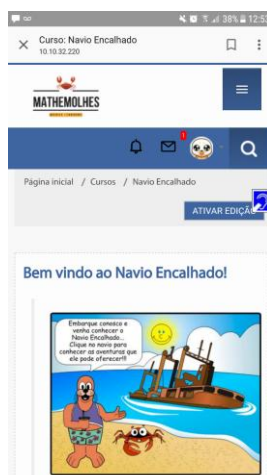 38% 12:53
Curso: Navio Encalhado
10.10.32.220
MATHEMOLHES
Página inicial / Cursos / Navio Encalhado
ATIVAR EDIÇÃO
Bem vindo ao Navio Encalhado!
Embarque conosco e
venha conhecer o
Navio Encalhado...
Clique no navio para
conhecer as aventuras que
ele pode oferecer!!!